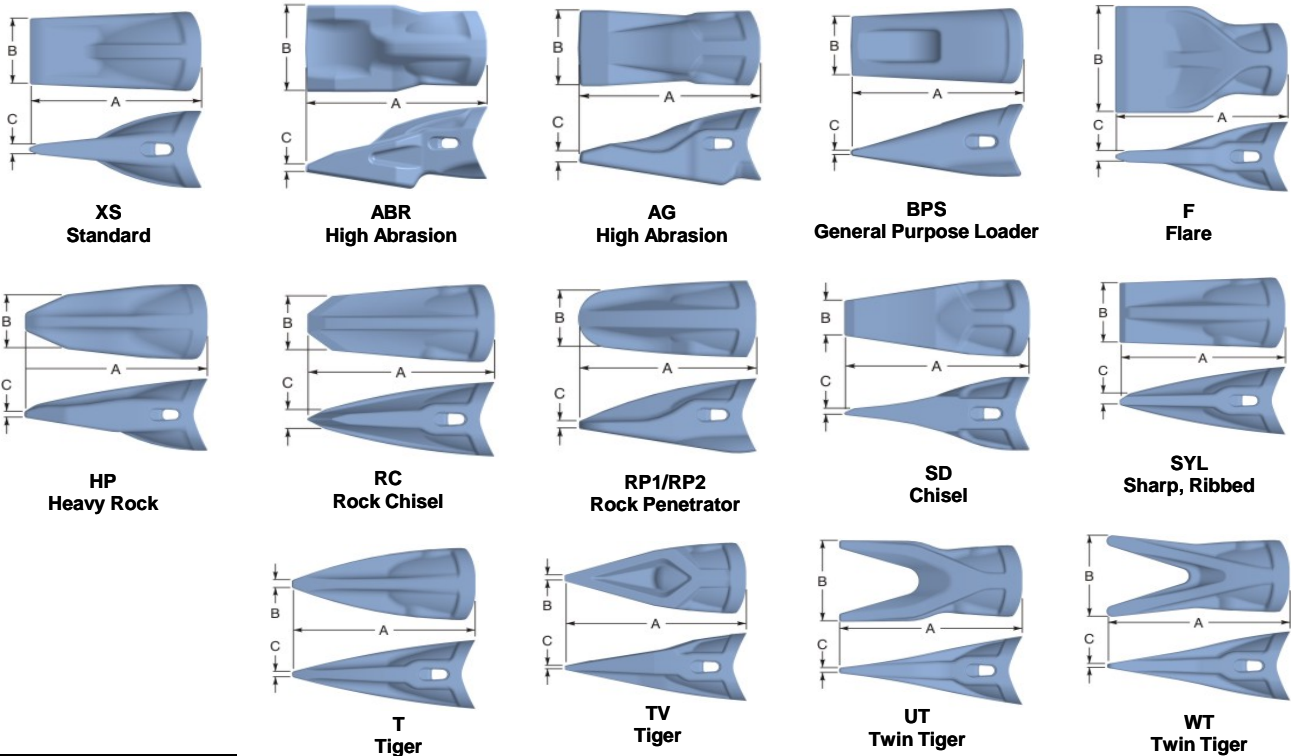 B
A
C
XS
Standard
B
A
C
ABR
High Abrasion
B
A
C
AG
High Abrasion
B
A
C
BPS
General Purpose Loader
B
A
C
F
Flare
B
A
C
HP
Heavy Rock
B
A
C
RC
Rock Chisel
B
A
C
RP1/RP2
Rock Penetrator
B
A
C
SD
Chisel
B
A
C
SYL
Sharp, Ribbed
B
A
C
T
Tiger
B
A
C
TV
Tiger
B
A
C
UT
Twin Tiger
B
A
C
WT
Twin Tiger